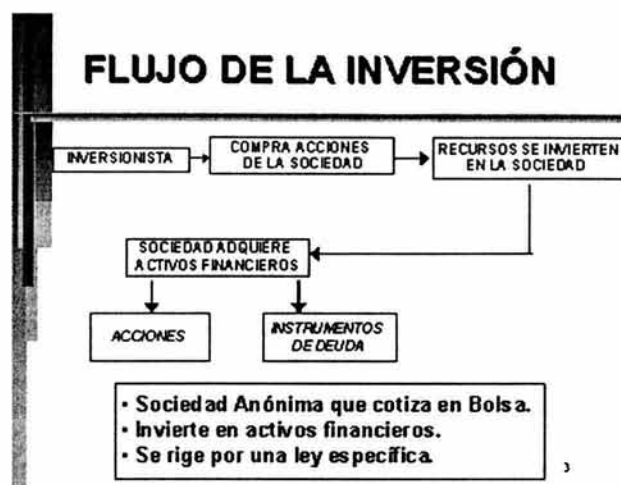 FLUJO DE LA INVERSIÓN
INVERSIONISTA
COMPRA ACCIONES
DE LA SOCIEDAD
RECURSOS SE INVIERTEN
EN LA SOCIEDAD
SOCIEDAD ADQUIERE
ACTIVOS FINANCIEROS
ACCIONES
INSTRUMENTOS
DE DEUDA
• Sociedad Anónima que cotiza en Bolsa.
• Invierte en activos financieros.
• Se rige por una ley específica.
3